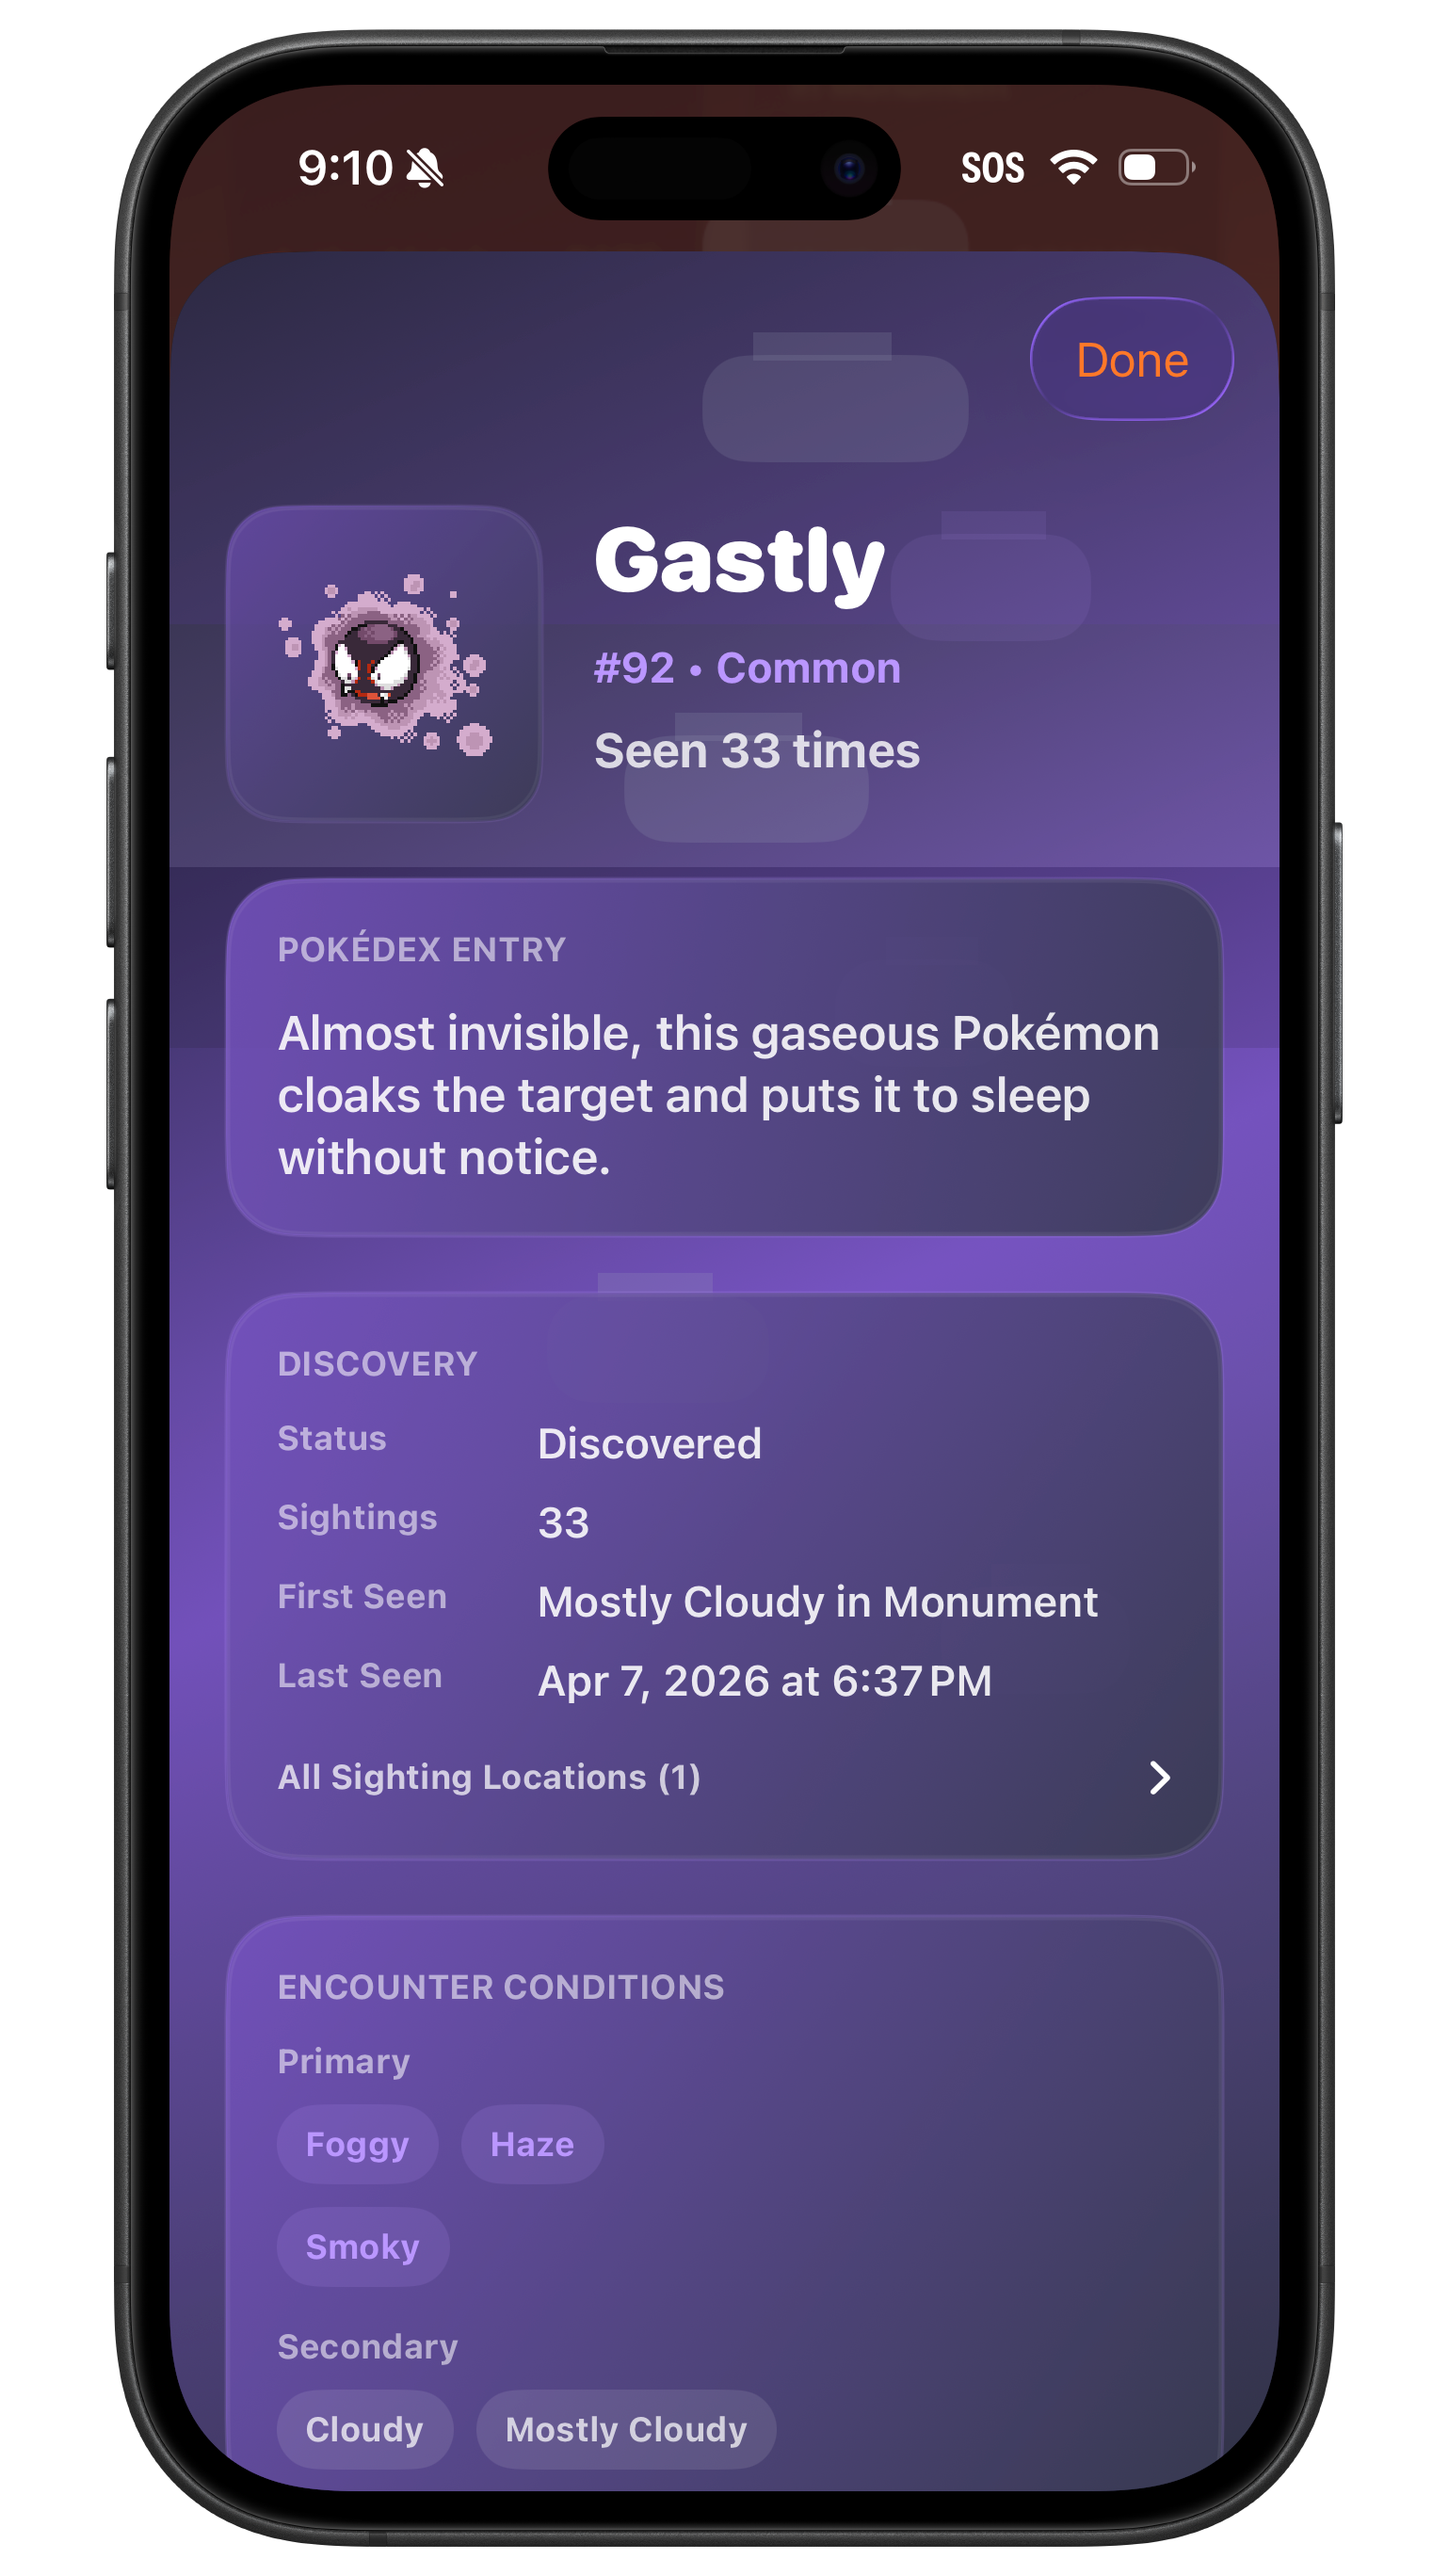 9:10 SOS
Done
Gastly
#92 • Common
Seen 33 times
POKÉDEX ENTRY
Almost invisible, this gaseous Pokémon
cloaks the target and puts it to sleep
without notice.
DISCOVERY
Status Discovered
Sightings 33
First Seen Mostly Cloudy in Monument
Last Seen Apr 7, 2026 at 6:37 PM
All Sighting Locations (1)
ENCOUNTER CONDITIONS
Primary
Foggy Haze
Smoky
Secondary
Cloudy Mostly Cloudy